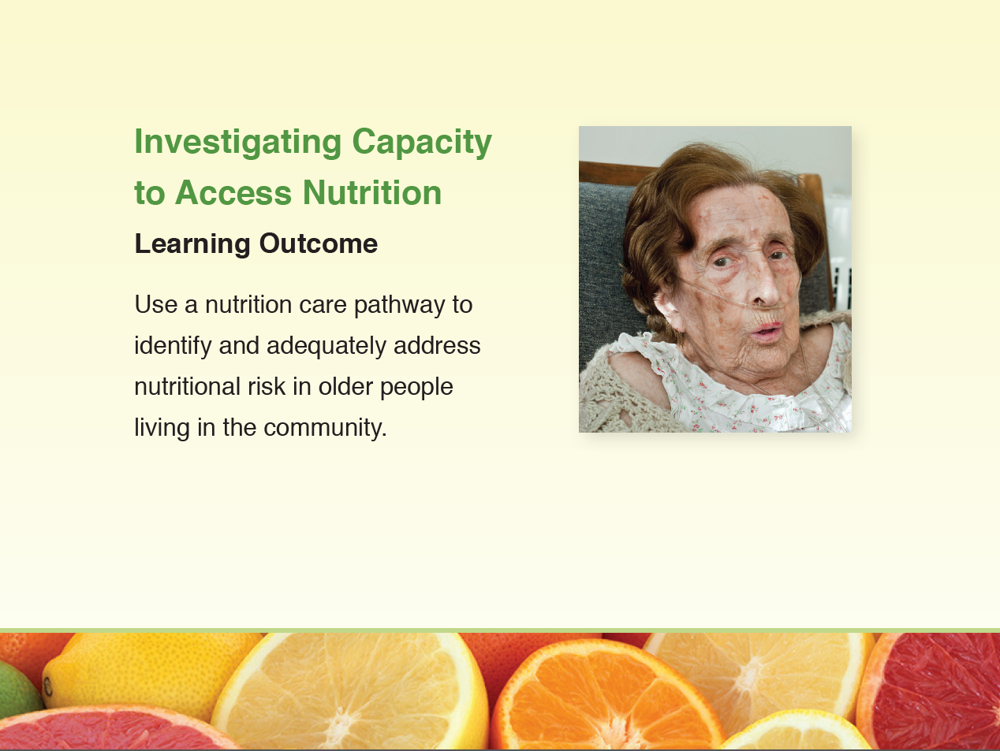 Investigating Capacity
to Access Nutrition
Learning Outcome
Use a nutrition care pathway to
identify and adequately address
nutritional risk in older people
living in the community.